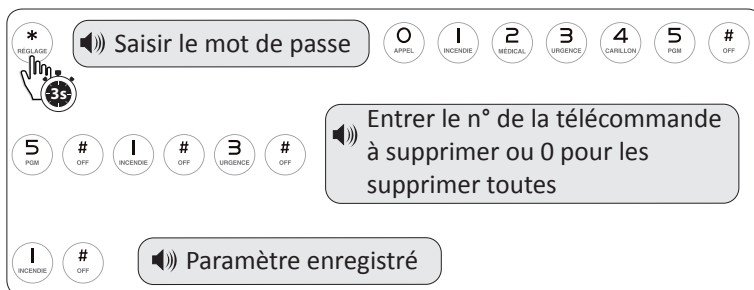 * RÉGLAGE Saisir le mot de passe 0 APPEL 1 INCENDIE 2 MÉDICAL 3 URGENCE 4 CARILLON 5 PGM # OFF
3s
5 PGM # OFF 1 INCENDIE # OFF 3 URGENCE # OFF Entrer le n° de la télécommande
à supprimer ou 0 pour les
supprimer toutes
1 INCENDIE # OFF Paramètre enregistré